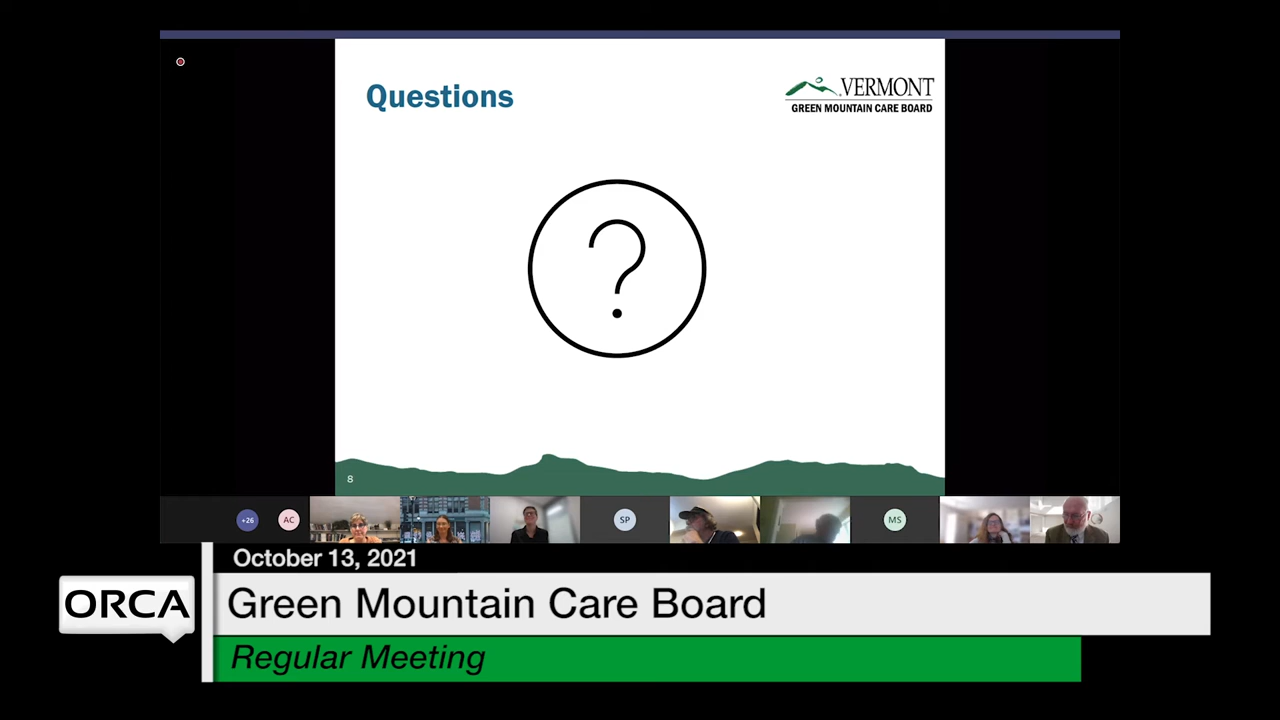 Questions
VERMONT
GREEN MOUNTAIN CARE BOARD
?
8
+26
AC
SP
MS
October 13, 2021
ORCA
Green Mountain Care Board
Regular Meeting